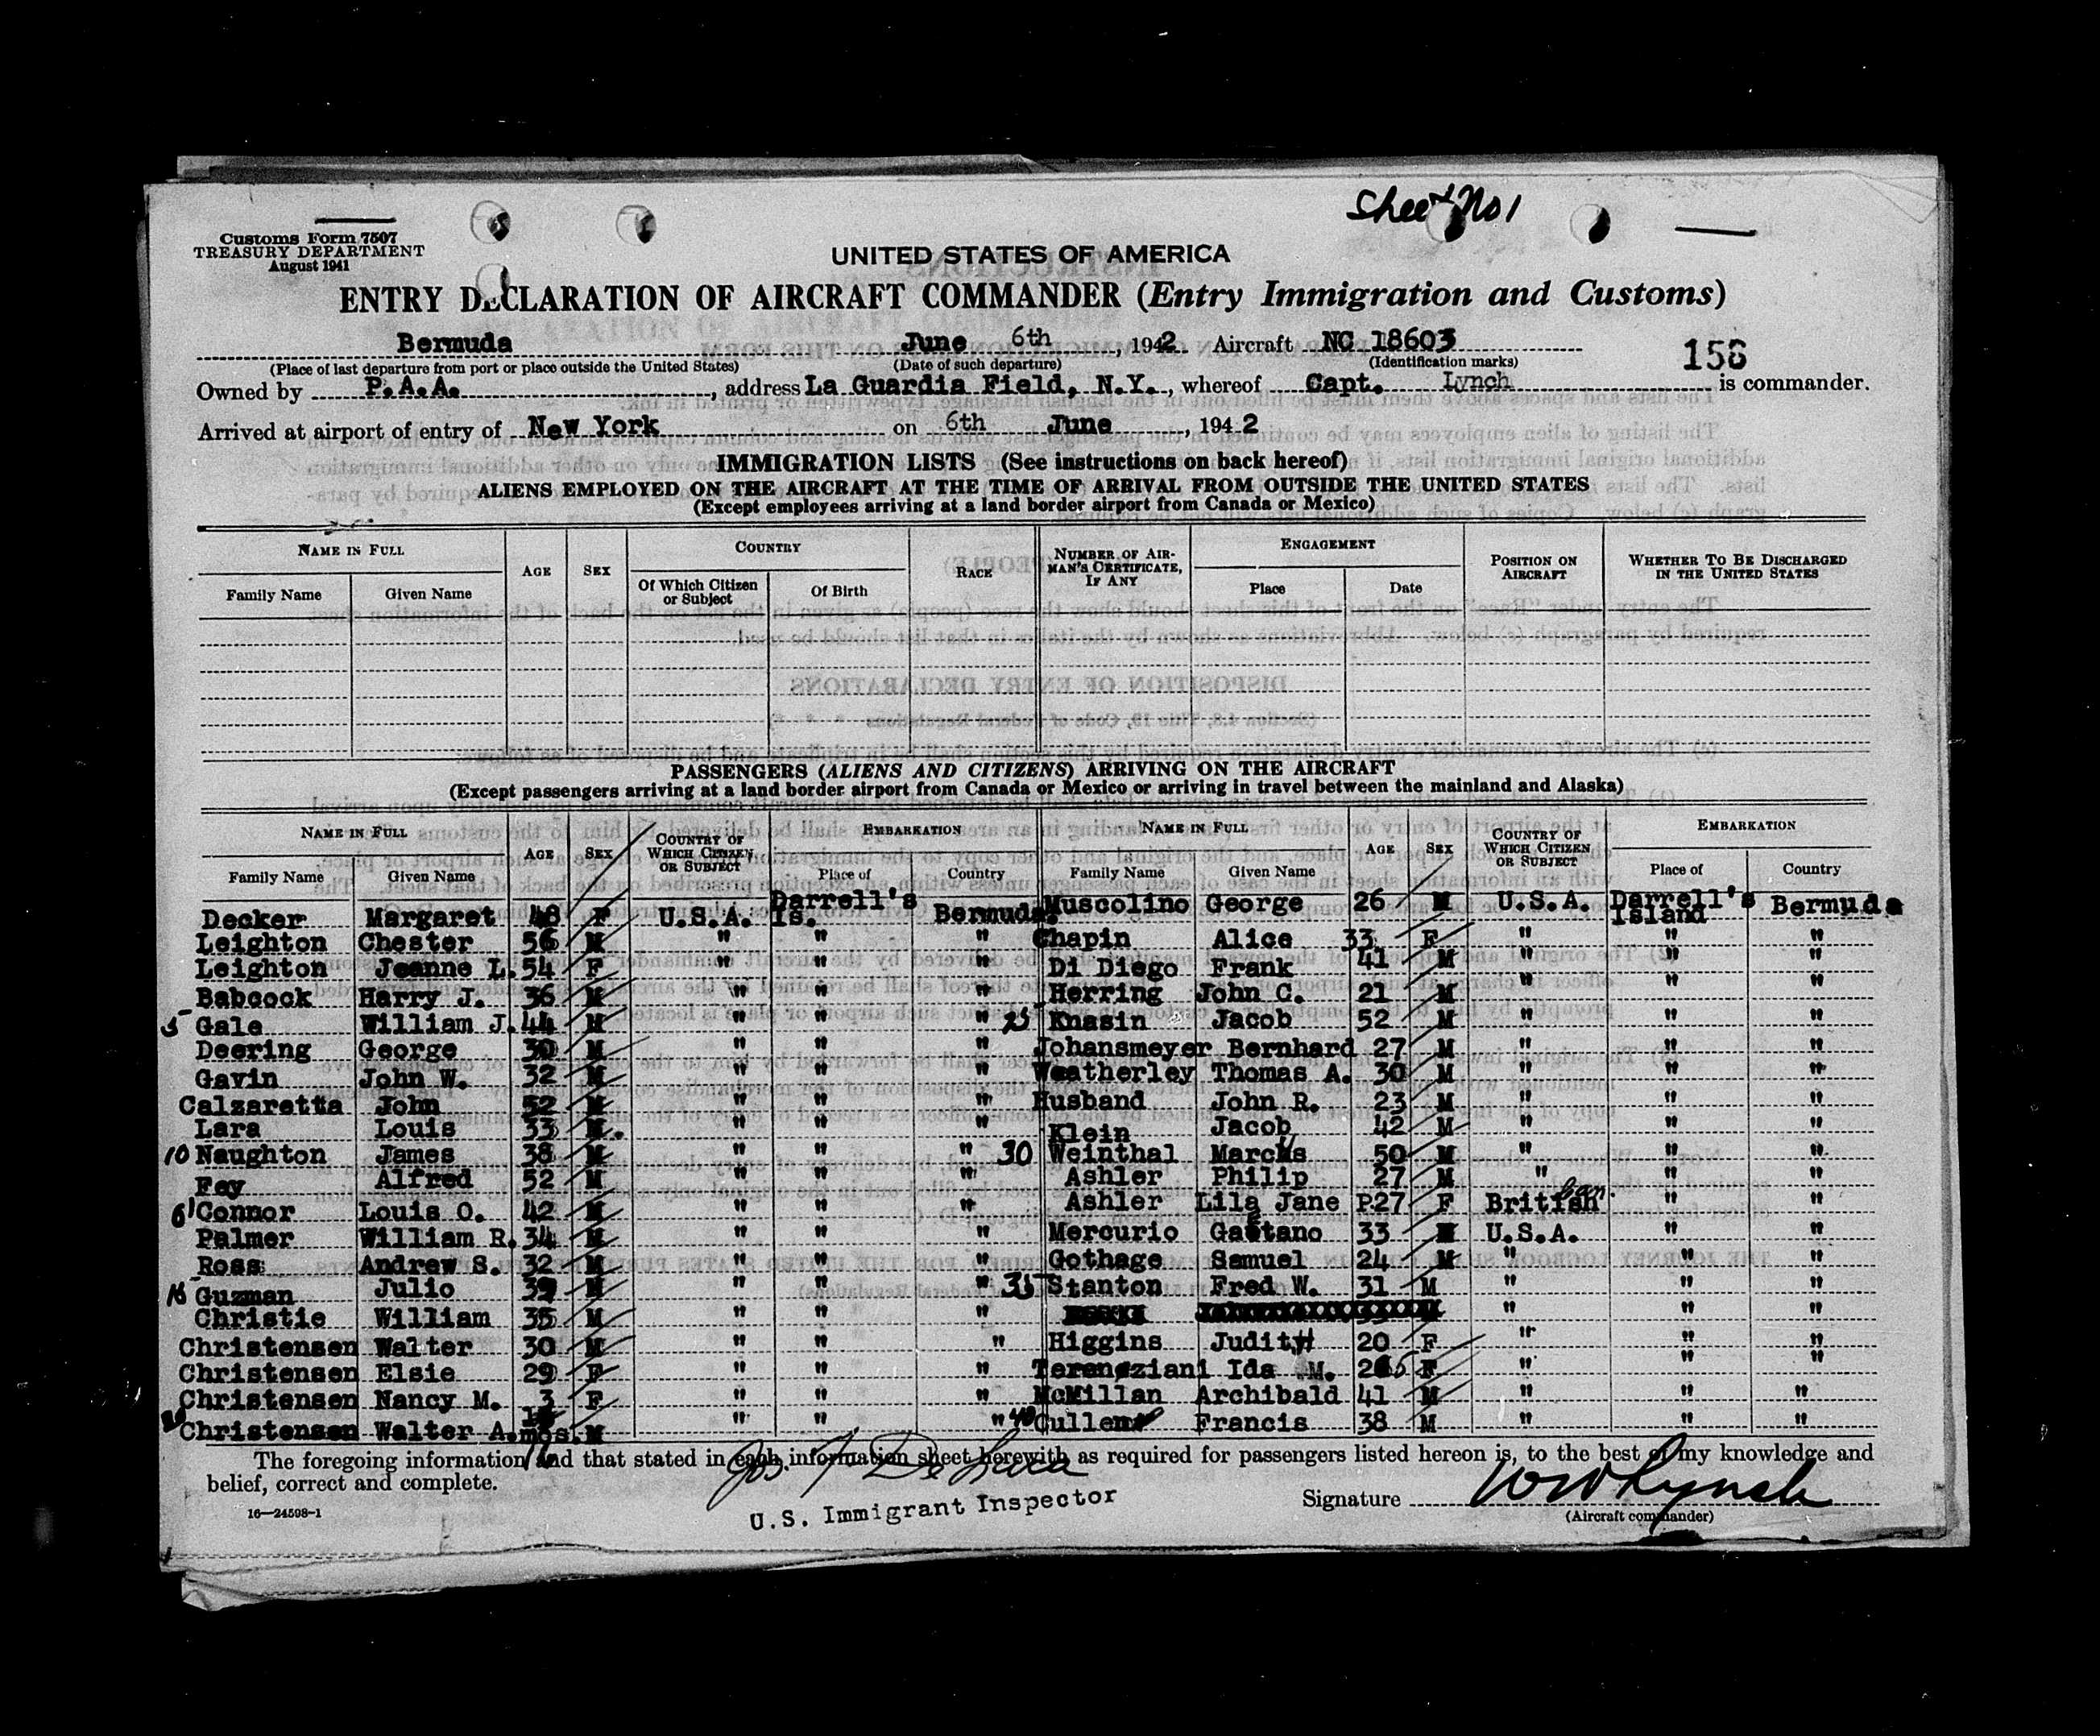 Sheet No 1
Customs Form 7507
TREASURY DEPARTMENT
August 1941
UNITED STATES OF AMERICA
ENTRY DECLARATION OF AIRCRAFT COMMANDER (Entry Immigration and Customs)
Bermuda June 6th, 1942 Aircraft NC 18603 156
(Place of last departure from port or place outside the United States) (Date of such departure) (Identification marks)
Owned by P.A.A., address La Guardia Field, N.Y., whereof Capt. Lynch is commander.
Arrived at airport of entry of New York on 6th June, 1942
IMMIGRATION LISTS (See instructions on back hereof)
ALIENS EMPLOYED ON THE AIRCRAFT AT THE TIME OF ARRIVAL FROM OUTSIDE THE UNITED STATES
(Except employees arriving at a land border airport from Canada or Mexico)
NAME IN FULL AGE SEX COUNTRY RACE NUMBER OF AIRMAN'S CERTIFICATE, IF ANY ENGAGEMENT POSITION ON AIRCRAFT WHETHER TO BE DISCHARGED IN THE UNITED STATES
Family Name Given Name Of Which Citizen or Subject Of Birth Place Date
PASSENGERS (ALIENS AND CITIZENS) ARRIVING ON THE AIRCRAFT
(Except passengers arriving at a land border airport from Canada or Mexico or arriving in travel between the mainland and Alaska)
NAME IN FULL AGE SEX COUNTRY OF WHICH CITIZEN OR SUBJECT EMBARKATION NAME IN FULL AGE SEX COUNTRY OF WHICH CITIZEN OR SUBJECT EMBARKATION
Family Name Given Name Place of Country Family Name Given Name Place of Country
Decker Margaret 48 F U.S.A. Darrell's Is. Bermuda. Muscolino George 26 M U.S.A. Darrell's Island Bermuda
Leighton Chester 56 M " " " Chapin Alice 33 F " " "
Leighton Jeanne L. 54 F " " " Di Diego Frank 41 M " " "
Babcock Harry J. 36 M " " " Herring John C. 21 M " " "
5 Gale William J. 44 M " " " 25 Knasin Jacob 52 M " " "
Deering George 30 M " " " Johansmeyer Bernhard 27 M " " "
Gavin John W. 32 M " " " Weatherley Thomas A. 30 M " " "
Calzaretta John 52 M " " " Husband John R. 23 M " " "
Lara Louis 33 M. " " " Klein Jacob 42 M " " "
10 Naughton James 38 M " " " 30 Weinthal Marcus 50 M " " "
Fey Alfred 52 M " " " Ashler Philip 27 M " " "
O'Connor Louis O. 42 M " " " Ashler Lila Jane P. 27 F British " "
Palmer William R. 34 M " " " Mercurio Gaetano 33 M U.S.A. " "
Ross Andrew S. 32 M " " " Gothage Samuel 24 M " " "
15 Guzman Julio 39 M " " " 35 Stanton Fred W. 31 M " " "
Christie William 35 M " " " " " "
Christensen Walter 30 M " " " Higgins Judith 20 F " " "
Christensen Elsie 29 F " " " Terenziani Ida M. 25 F " " "
Christensen Nancy M. 3 F " " " McMillan Archibald 41 M " " "
20 Christensen Walter A. mos. M " " " 40 Cullen Francis 38 M " " "
The foregoing information and that stated in each information sheet herewith as required for passengers listed hereon is, to the best of my knowledge and
belief, correct and complete.
U.S. Immigrant Inspector
Signature W W Lynch
(Aircraft commander)
16—24598-1